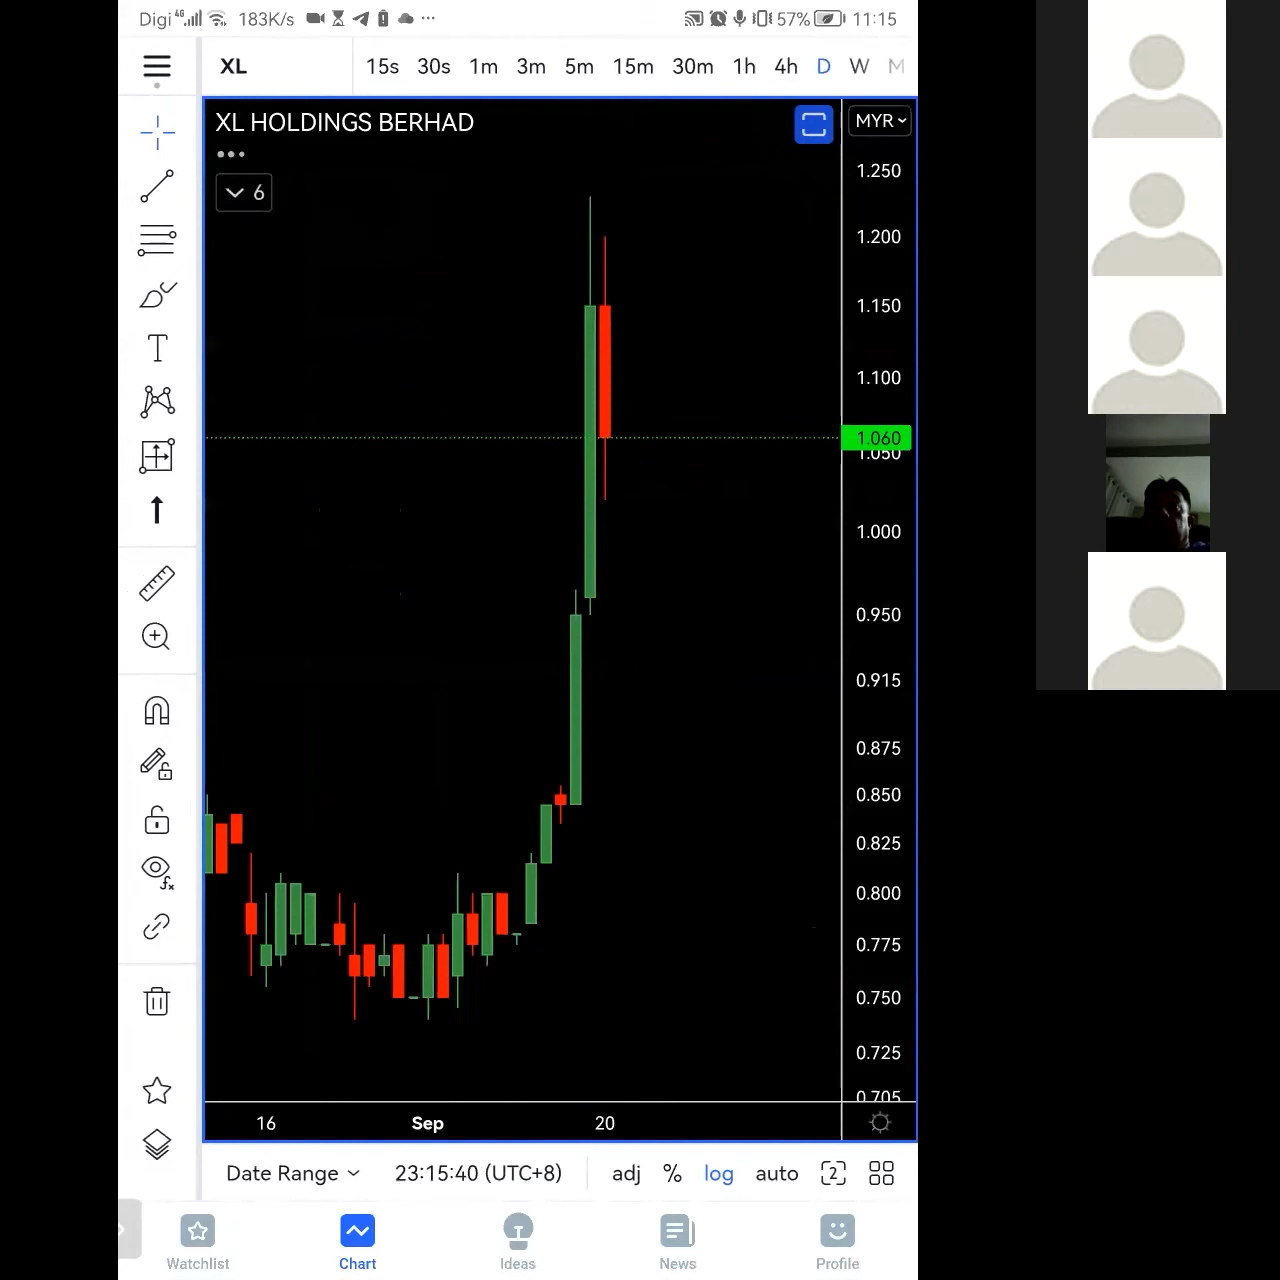 Digi 4G 183K/s ... 57% 11:15
XL 15s 30s 1m 3m 5m 15m 30m 1h 4h D W M
XL HOLDINGS BERHAD MYR
6
1.250
1.200
1.150
1.100
1.060
1.050
1.000
0.950
0.915
0.875
0.850
0.825
0.800
0.775
0.750
0.725
0.705
T
fx
16 Sep 20
Date Range 23:15:40 (UTC+8) adj % log auto 2
Watchlist Chart Ideas News Profile